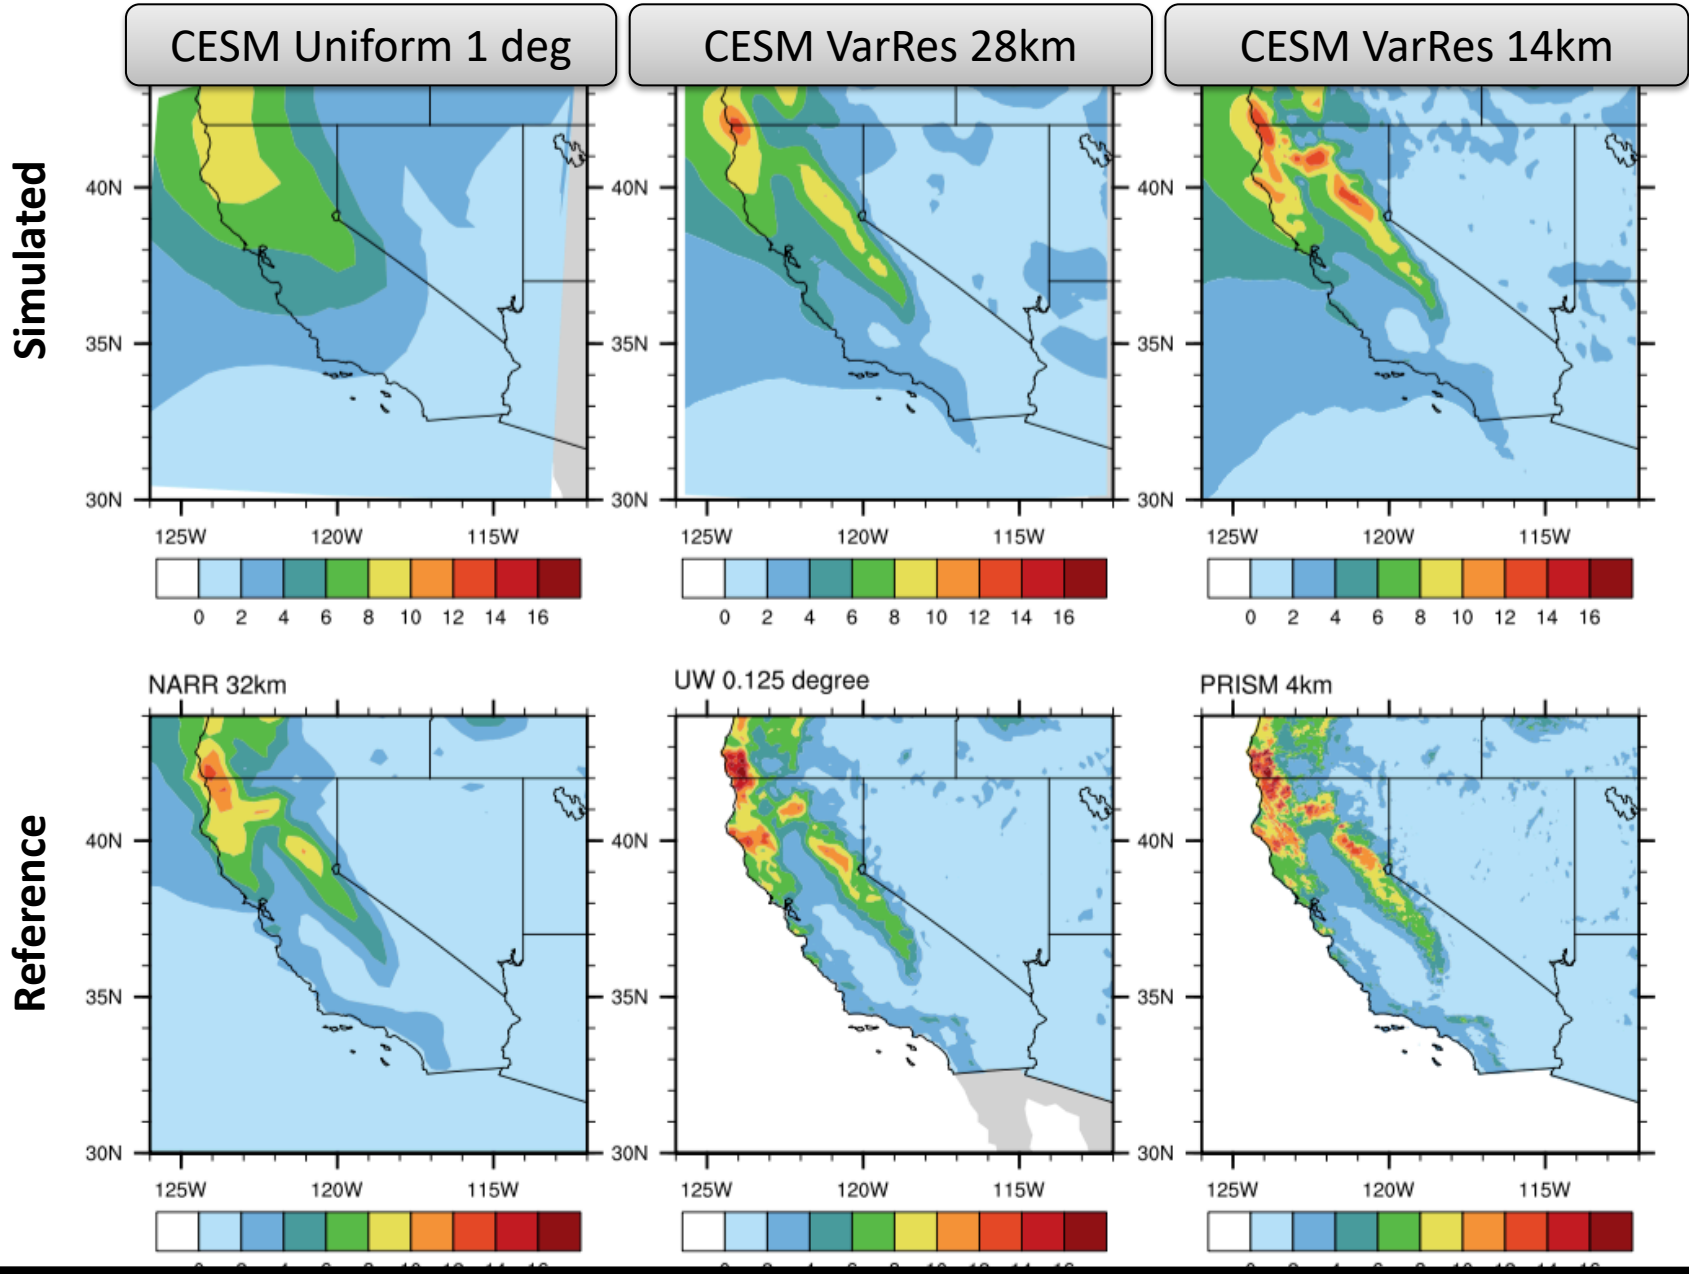 CESM Uniform 1 deg CESM VarRes 28km CESM VarRes 14km
Simulated
40N 40N 40N
35N 35N 35N
30N 30N 30N
125W 120W 115W 125W 120W 115W 125W 120W 115W
0 2 4 6 8 10 12 14 16 0 2 4 6 8 10 12 14 16 0 2 4 6 8 10 12 14 16
NARR 32km UW 0.125 degree PRISM 4km
Reference
40N 40N 40N
35N 35N 35N
30N 30N 30N
125W 120W 115W 125W 120W 115W 125W 120W 115W